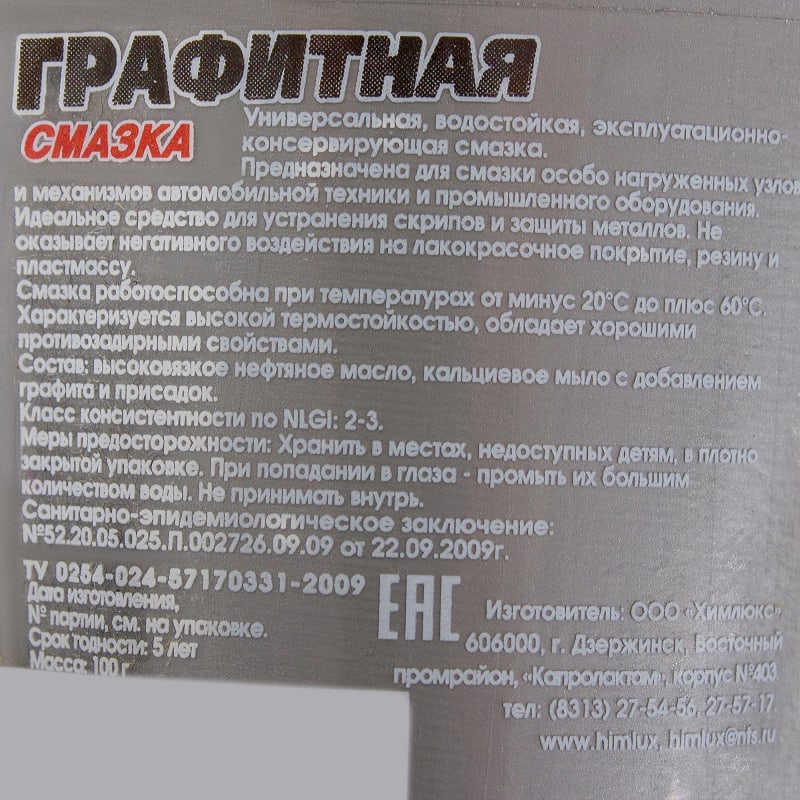 ГРАФИТНАЯ
СМАЗКА
Универсальная, водостойкая, эксплуатационно-
консервирующая смазка.
Предназначена для смазки особо нагруженных узлов
и механизмов автомобильной техники и промышленного оборудования.
Идеальное средство для устранения скрипов и защиты металлов. Не
оказывает негативного воздействия на лакокрасочное покрытие, резину и
пластмассу.
Смазка работоспособна при температурах от минус 20°С до плюс 60°С.
Характеризуется высокой термостойкостью, обладает хорошими
противозадирными свойствами.
Состав: высоковязкое нефтяное масло, кальциевое мыло с добавлением
графита и присадок.
Класс консистентности по NLGI: 2-3.
Меры предосторожности: Хранить в местах, недоступных детям, в плотно
закрытой упаковке. При попадании в глаза - промыть их большим
количеством воды. Не принимать внутрь.
Санитарно-эпидемиологическое заключение:
№52.20.05.025.П.002726.09.09 от 22.09.2009г.
ТУ 0254-024-57170331-2009
Дата изготовления,
№ партии, см. на упаковке.
Срок годности: 5 лет
Масса: 100 г
ЕАС
Изготовитель: ООО «Химлюкс»
606000, г. Дзержинск, Восточный
промрайон, «Капролактам», корпус №403.
тел: (8313) 27-54-56, 27-57-17.
www.himlux, himlux@nfs.ru